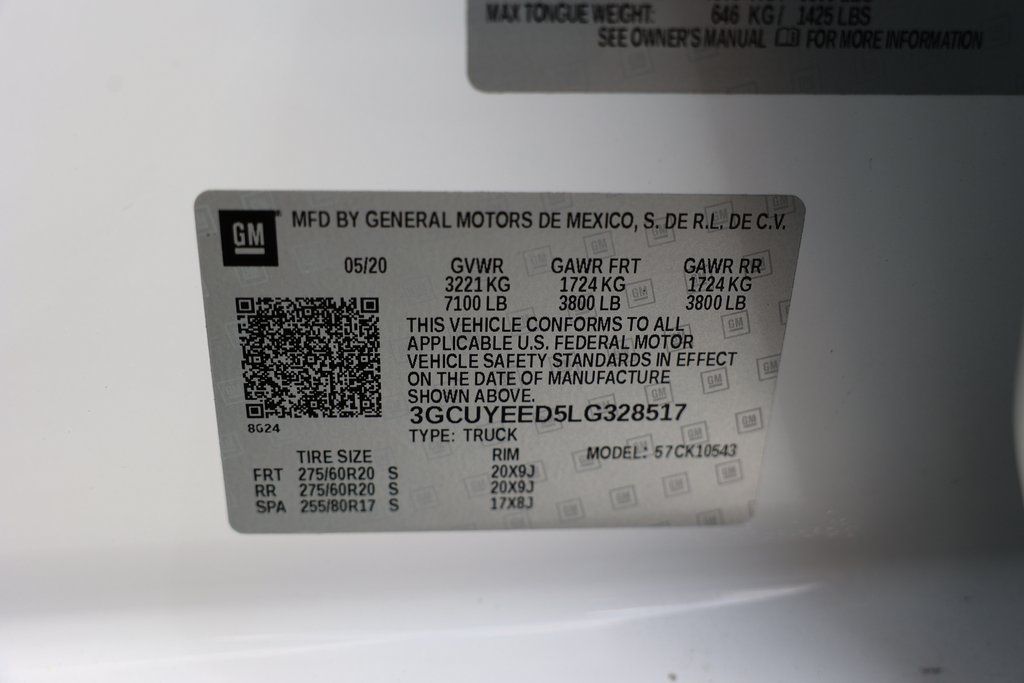 MAX TONGUE WEIGHT: 646 KG / 1425 LBS
SEE OWNER'S MANUAL FOR MORE INFORMATION
GM MFD BY GENERAL MOTORS DE MEXICO, S. DE R.L. DE C.V.
05/20 GVWR GAWR FRT GAWR RR
3221 KG 1724 KG 1724 KG
7100 LB 3800 LB 3800 LB
THIS VEHICLE CONFORMS TO ALL
APPLICABLE U.S. FEDERAL MOTOR
VEHICLE SAFETY STANDARDS IN EFFECT
ON THE DATE OF MANUFACTURE
SHOWN ABOVE.
3GCUYEED5LG328517
8G24
TYPE: TRUCK
TIRE SIZE RIM MODEL: 57CK10543
FRT 275/60R20 S 20X9J
RR 275/60R20 S 20X9J
SPA 255/80R17 S 17X8J